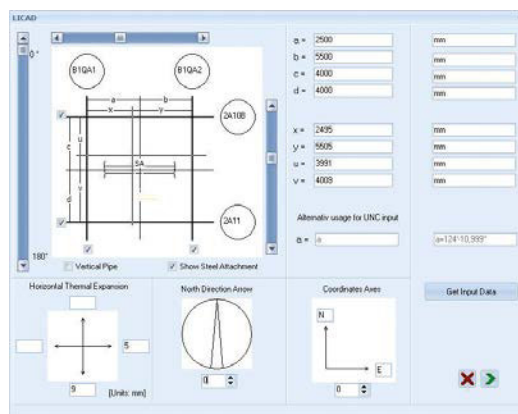 LICAD
0°
B1QA1
B1QA2
a
b
x
y
2A10B
c
u
SA
v
d
2A11
180°
Vertical Pipe
Show Steel Attachment
a = 2500 mm
b = 5500 mm
c = 4000 mm
d = 4000 mm
x = 2495 mm
y = 5505 mm
u = 3991 mm
v = 4009 mm
Alternativ usage for UNC input
α = α
α=124°-10,999°
Horizontal Thermal Expansion
5
9
[Units: mm]
North Direction Arrow
0
Coordinates Axes
N
E
0
Get Input Data